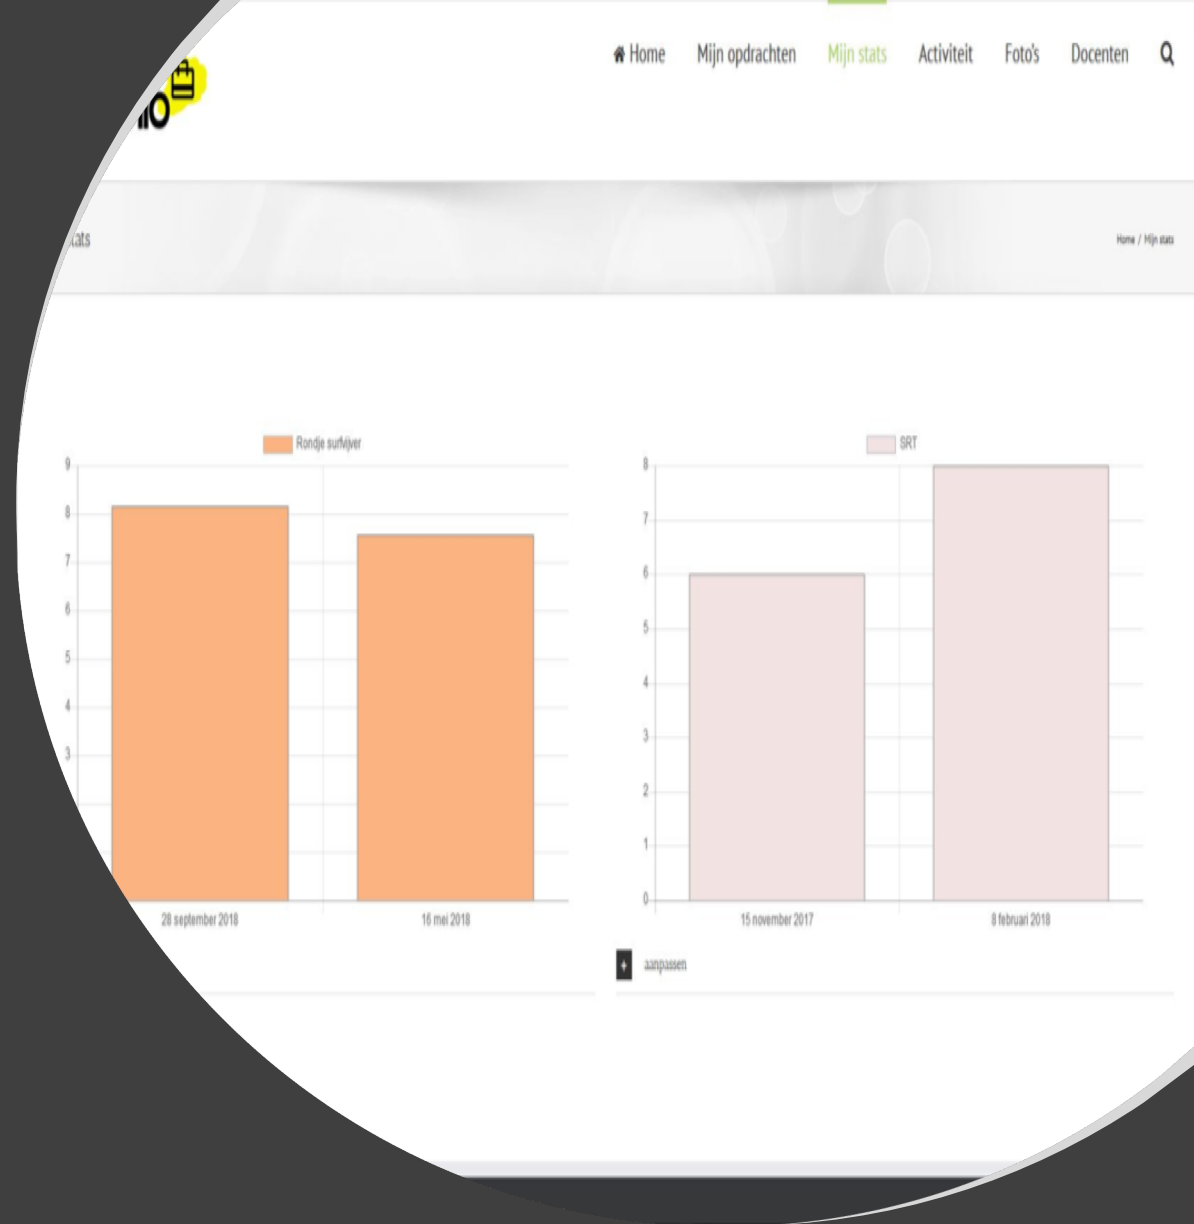 Home Mijn opdrachten Mijn stats Activiteit Foto's Docenten
Home / Mijn stats
Rondje surfvijver
9
8
7
6
5
4
3
28 september 2018 16 mei 2018
SRT
8
7
6
5
4
3
2
1
0
15 november 2017 8 februari 2018
+ aanpassen